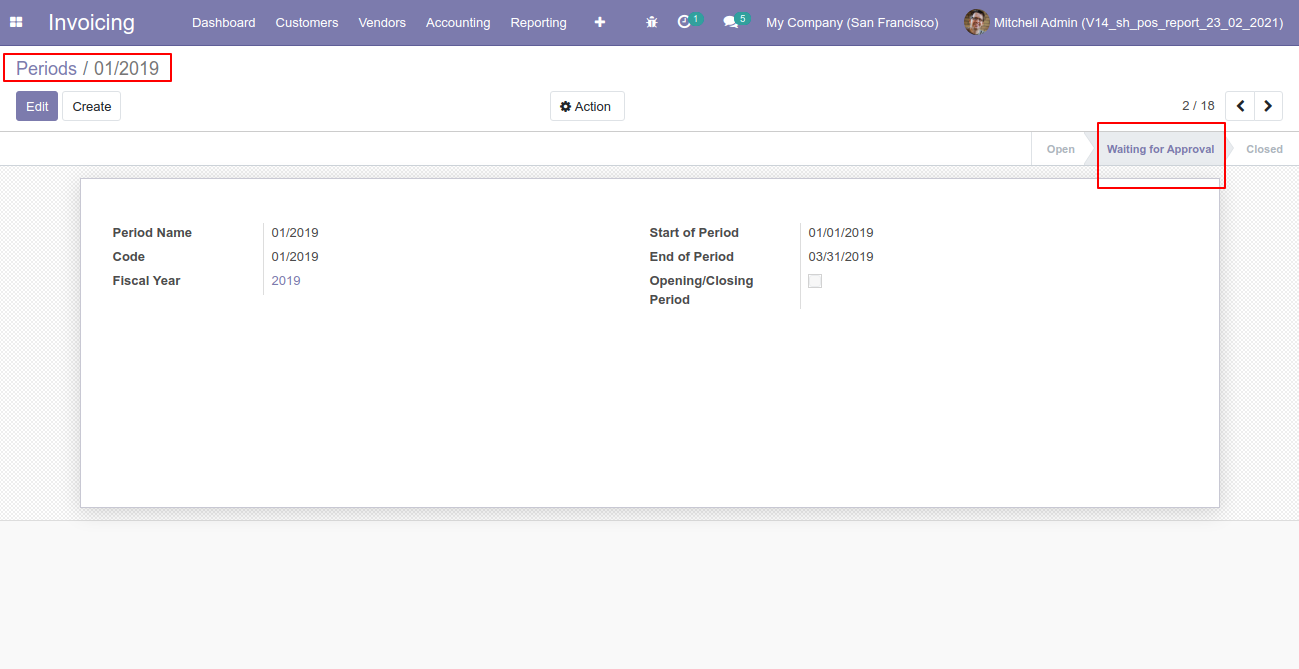 Invoicing Dashboard Customers Vendors Accounting Reporting 1 5 My Company (San Francisco) Mitchell Admin (V14_sh_pos_report_23_02_2021)
Periods / 01/2019
Edit Create Action 2 / 18
Open Waiting for Approval Closed
Period Name 01/2019
Code 01/2019
Fiscal Year 2019
Start of Period 01/01/2019
End of Period 03/31/2019
Opening/Closing
Period